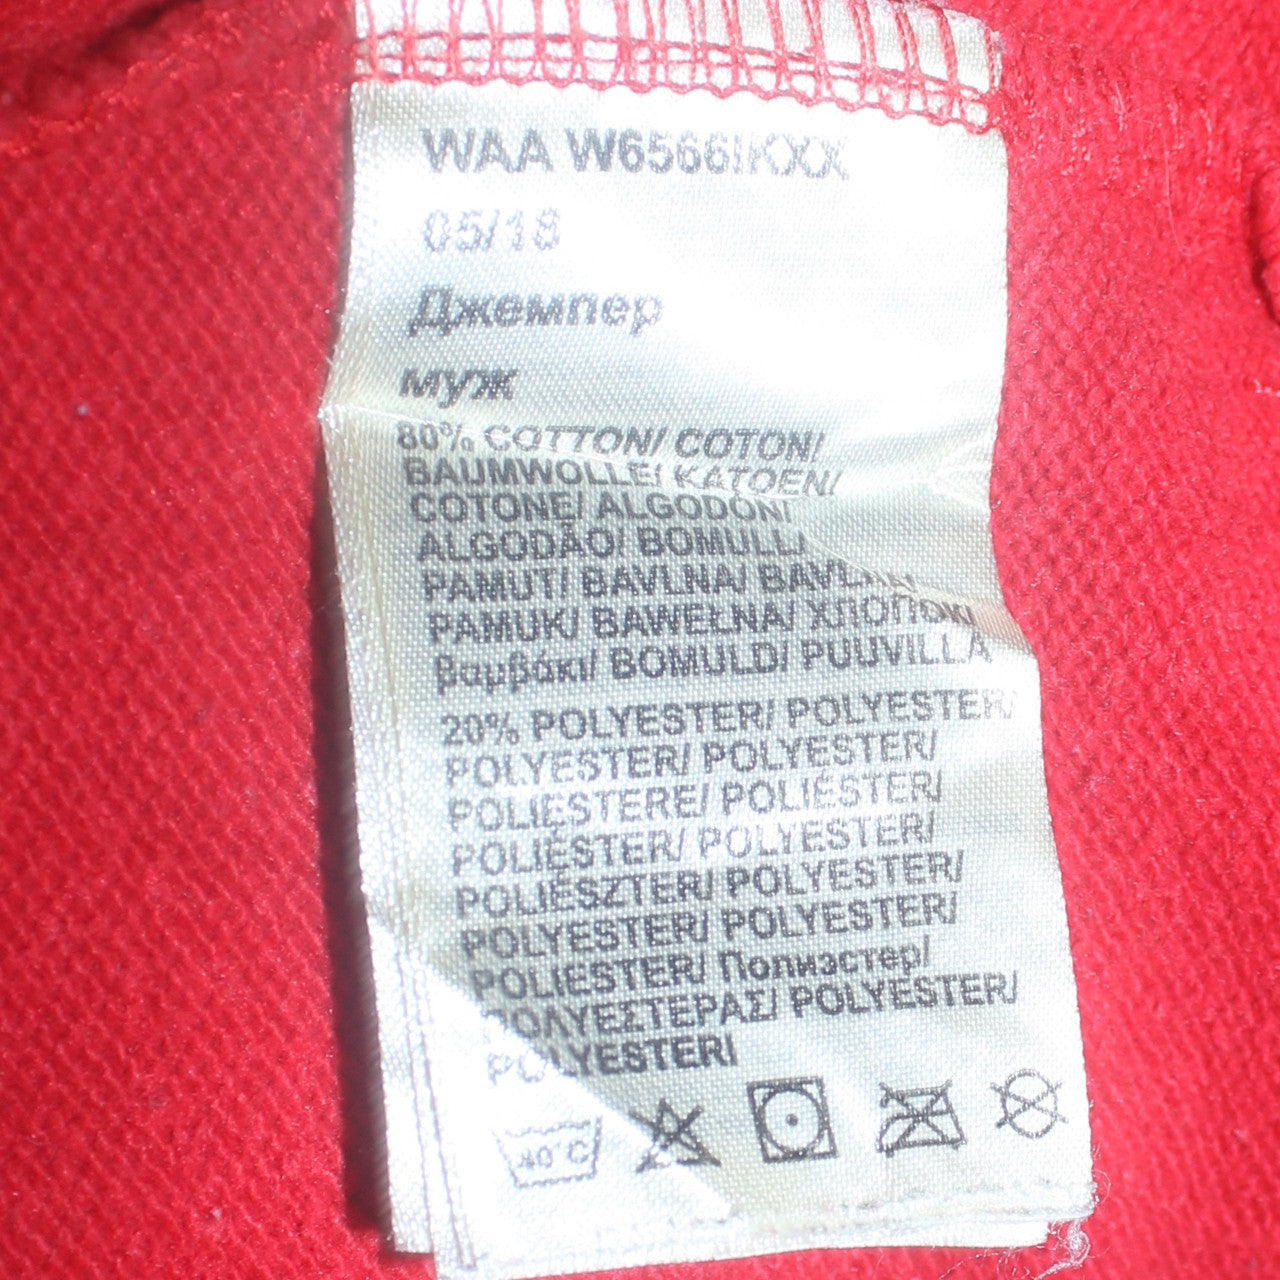 WAA W6566IKXX
05/18
Джемпер
муж
80% COTTON/ COTON/
BAUMWOLLE/ KATOEN/
COTONE/ ALGODON/
ALGODÃO/ BOMULL/
PAMUT/ BAVLNA/ BAVLNA/
PAMUK/ BAWEŁNA/ ХЛОПОК/
βαμβάκι/ BOMULD/ PUUVILLA
20% POLYESTER/ POLYESTER/
POLYESTER/ POLYESTER/
POLIESTERE/ POLIÉSTER/
POLIÉSTER/ POLYESTER/
POLIÉSZTER/ POLYESTER/
POLYESTER/ POLYESTER/
POLIESTER/ Полиэстер/
ΠΟΛΥΕΣΤΕΡΑΣ/ POLYESTER/
POLYESTERI
40°C